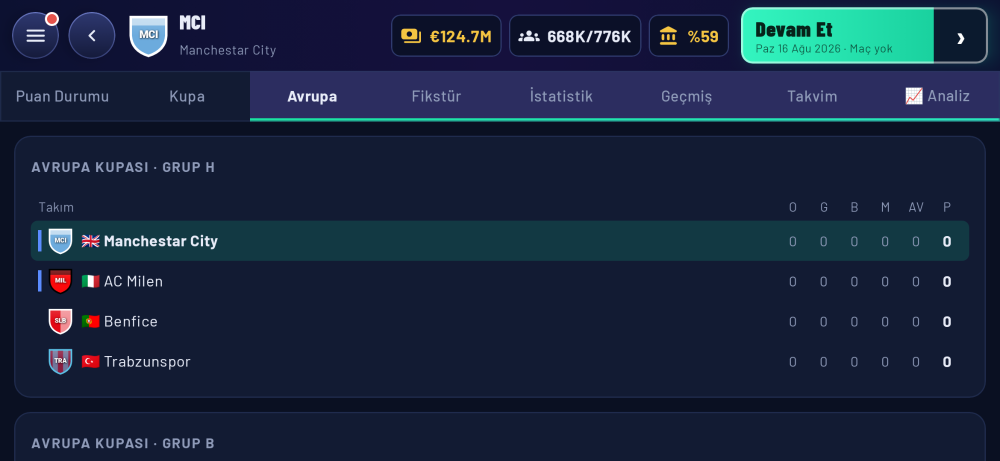 MCI
MCI
Manchestar City
€124.7M
668K/776K
%59
Devam Et
Paz 16 Ağu 2026 · Maç yok
Puan Durumu
Kupa
Avrupa
Fikstür
İstatistik
Geçmiş
Takvim
Analiz
AVRUPA KUPASI · GRUP H
Takım O G B M AV P
MCI Manchestar City 0 0 0 0 0 0
MIL AC Milen 0 0 0 0 0 0
SLB Benfice 0 0 0 0 0 0
TRA Trabzunspor 0 0 0 0 0 0
AVRUPA KUPASI · GRUP B